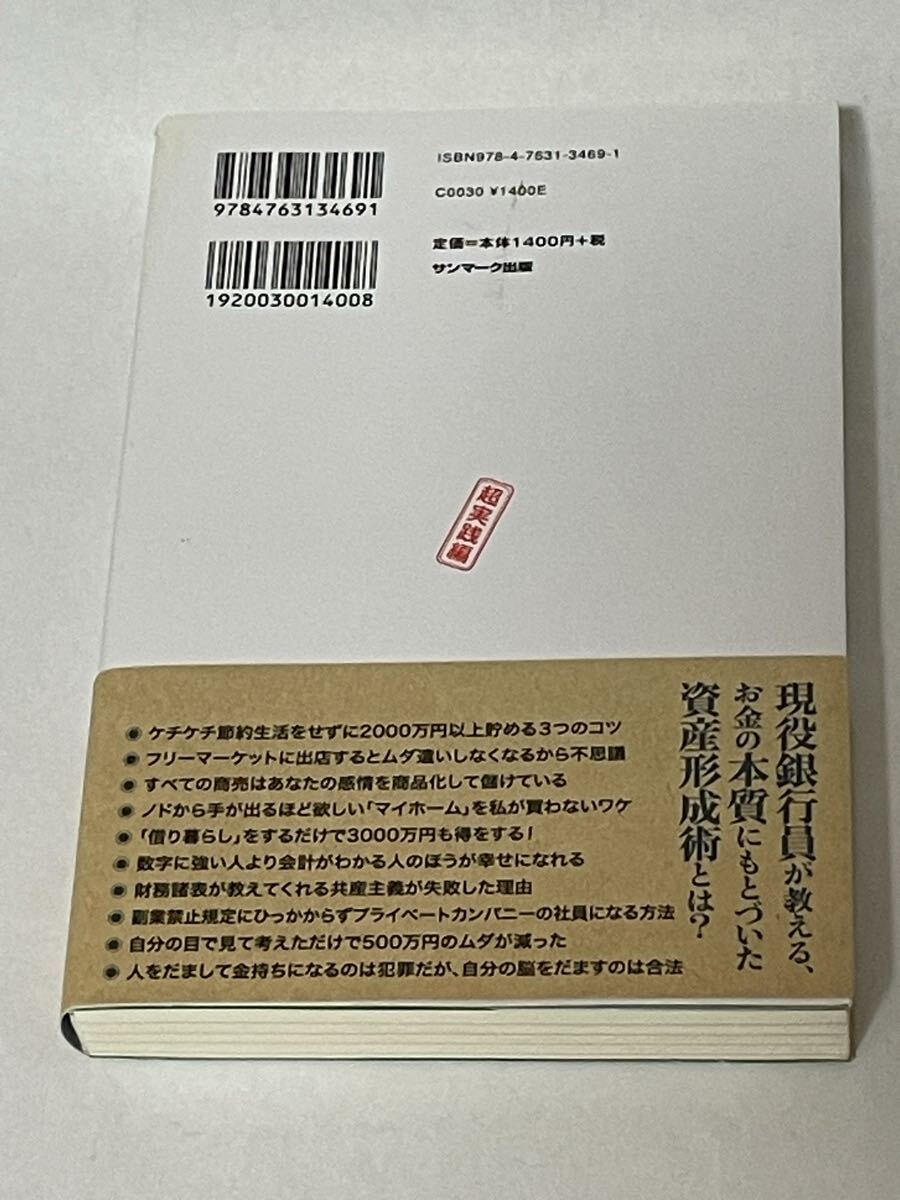 9784763134691
1920030014008
ISBN978-4-7631-3469-1
C0030 ¥1400E
定価=本体1400円+税
サンマーク出版
超実践編
現役銀行員が教える、
お金の本質にもとづいた
資産形成術とは?
●ケチケチ節約生活をせずに2000万円以上貯める3つのコツ
●フリーマーケットに出店するとムダ遣いしなくなるから不思議
●すべての商売はあなたの感情を商品化して儲けている
●ノドから手が出るほど欲しい「マイホーム」を私が買わないワケ
●「借り暮らし」をするだけで3000万円も得をする!
●数字に強い人より会計がわかる人のほうが幸せになれる
●財務諸表が教えてくれる共産主義が失敗した理由
●副業禁止規定にひっかからずプライベートカンパニーの社員になる方法
●自分の目で見て考えただけで500万円のムダが減った
●人をだまして金持ちになるのは犯罪だが、自分の脳をだますのは合法